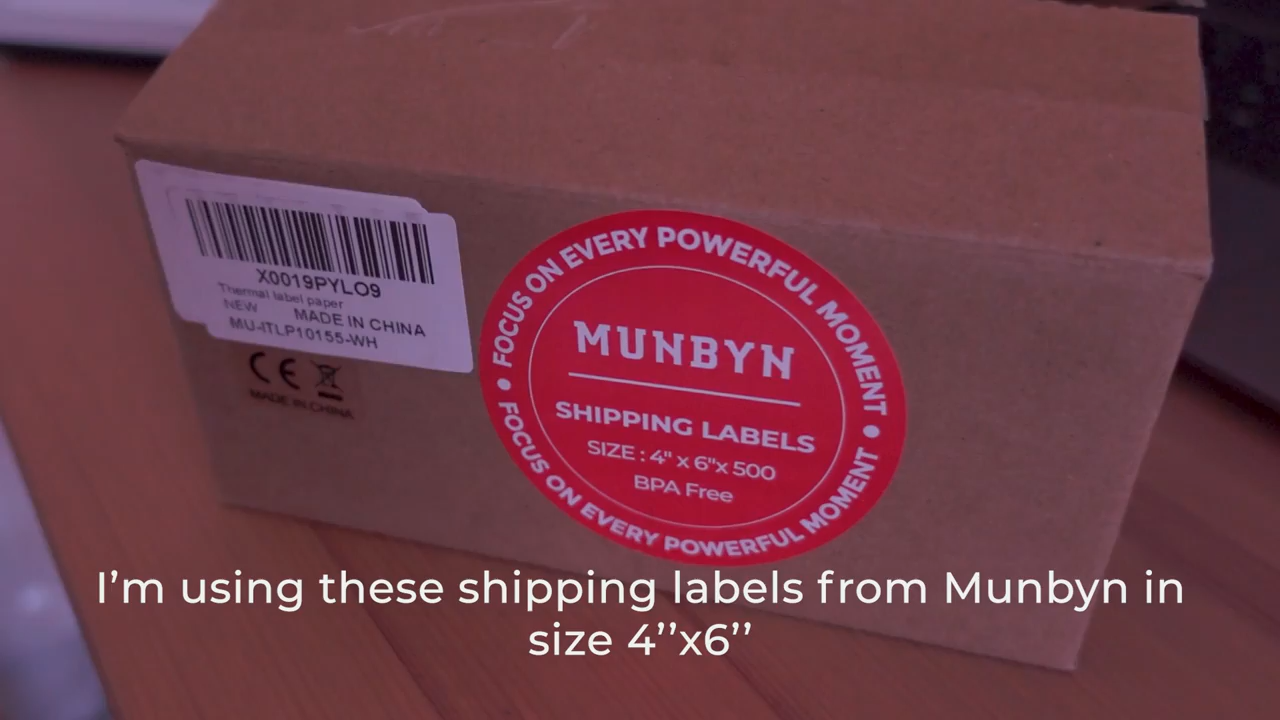 X0019PYLO9
Thermal label paper
NEW MADE IN CHINA
MU-ITLP10155-WH
CE
MADE IN CHINA
FOCUS ON EVERY POWERFUL MOMENT
MUNBYN
SHIPPING LABELS
SIZE : 4" x 6"x 500
BPA Free
FOCUS ON EVERY POWERFUL MOMENT
I’m using these shipping labels from Munbyn in
size 4’’x6’’